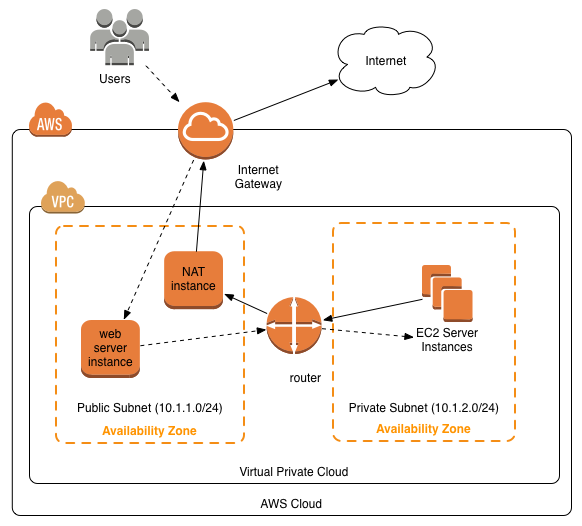 Users
Internet
AWS
Internet
Gateway
VPC
NAT
instance
web
server
instance
EC2 Server
Instances
router
Public Subnet (10.1.1.0/24)
Availability Zone
Private Subnet (10.1.2.0/24)
Availability Zone
Virtual Private Cloud
AWS Cloud